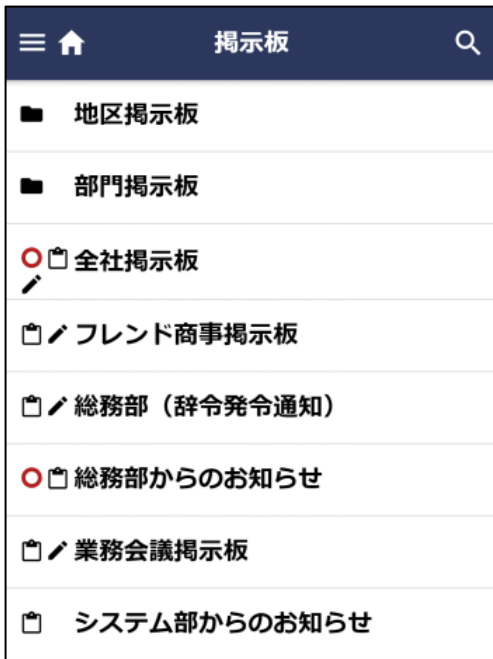 掲示板
地区掲示板
部門掲示板
全社掲示板
フレンド商事掲示板
総務部（辞令発令通知）
総務部からのお知らせ
業務会議掲示板
システム部からのお知らせ